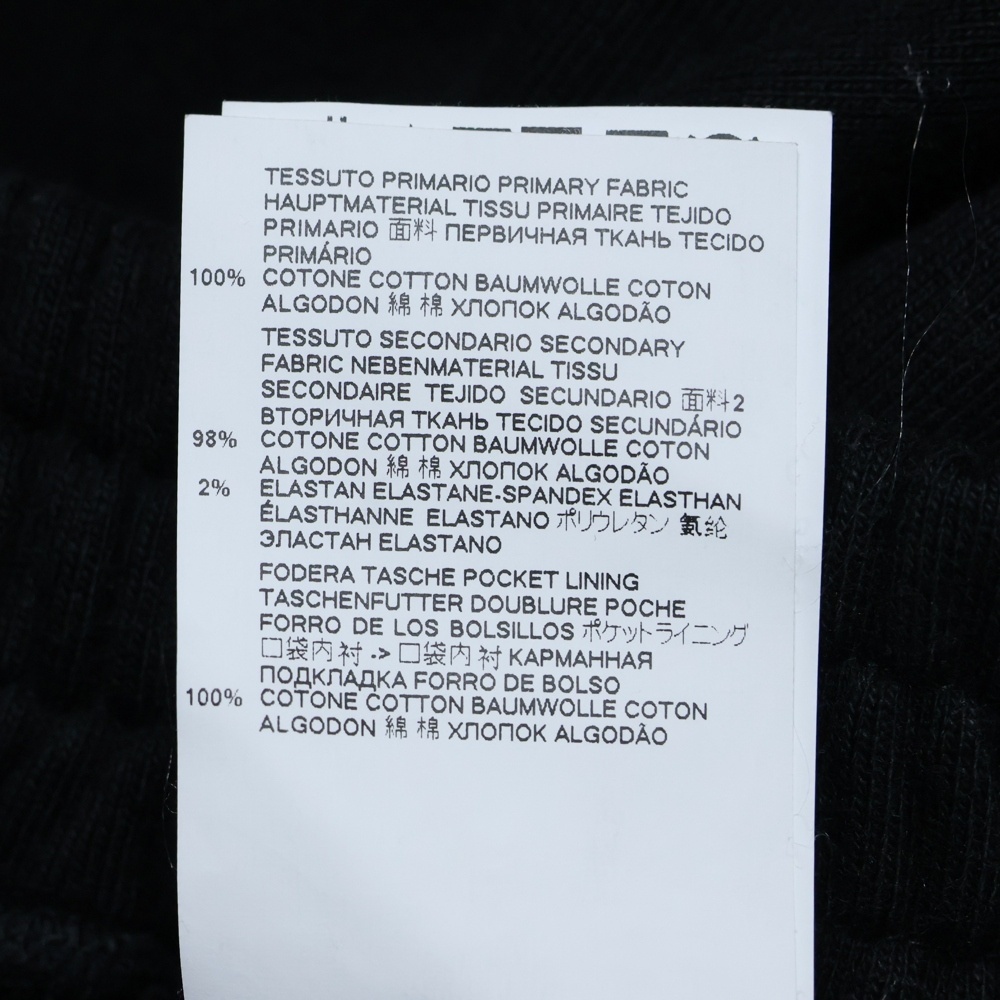 TESSUTO PRIMARIO PRIMARY FABRIC
HAUPTMATERIAL TISSU PRIMAIRE TEJIDO
PRIMARIO 面料 ПЕРВИЧНАЯ ТКАНЬ TECIDO
PRIMÁRIO
100% COTONE COTTON BAUMWOLLE COTON
ALGODON 綿 棉 ХЛОПОК ALGODÃO
TESSUTO SECONDARIO SECONDARY
FABRIC NEBENMATERIAL TISSU
SECONDAIRE TEJIDO SECUNDARIO 面料2
ВТОРИЧНАЯ ТКАНЬ TECIDO SECUNDÁRIO
98% COTONE COTTON BAUMWOLLE COTON
ALGODON 綿 棉 ХЛОПОК ALGODÃO
2% ELASTAN ELASTANE-SPANDEX ELASTHAN
ÉLASTHANNE ELASTANO ポリウレタン 氨纶
ЭЛАСТАН ELASTANO
FODERA TASCHE POCKET LINING
TASCHENFUTTER DOUBLURE POCHE
FORRO DE LOS BOLSILLOS ポケットライニング
口袋内衬 -> 口袋内衬 КАРМАННАЯ
ПОДКЛАДКА FORRO DE BOLSO
100% COTONE COTTON BAUMWOLLE COTON
ALGODON 綿 棉 ХЛОПОК ALGODÃO